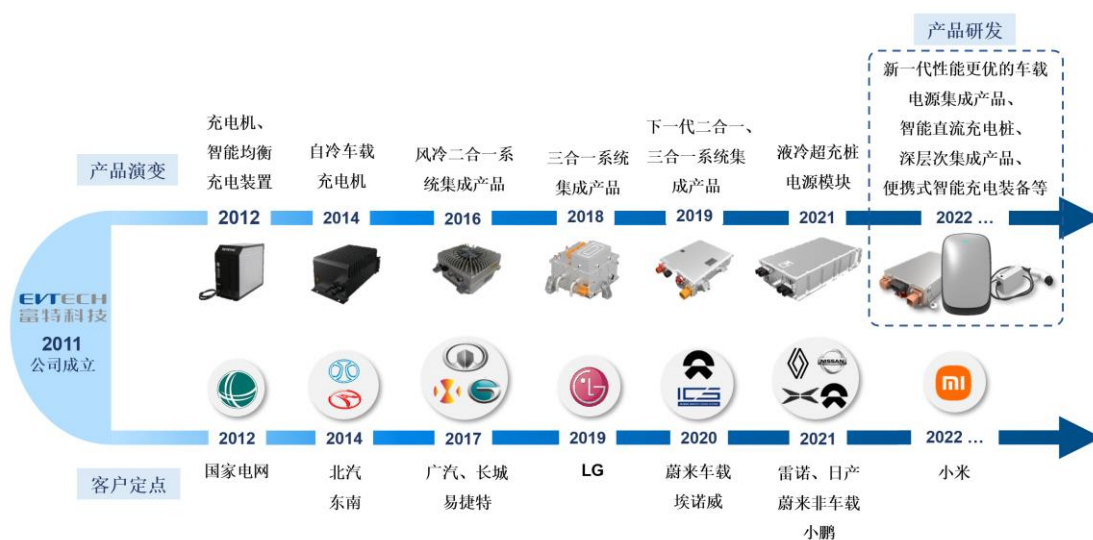 产品研发
新一代性能更优的车载
电源集成产品、
智能直流充电桩、
深层次集成产品、
便携式智能充电装备等
产品演变
充电机、
智能均衡
充电装置
自冷车载
充电机
风冷二合一系
统集成产品
三合一系统
集成产品
下一代二合一、
三合一系统集
成产品
液冷超充桩
电源模块
2012
2014
2016
2018
2019
2021
2022 ...
EVTECH
富特科技
2011
公司成立
LG
ICS
NISSAN
mi
2012
2014
2017
2019
2020
2021
2022 ...
客户定点
国家电网
北汽
东南
广汽、长城
易捷特
LG
蔚来车载
埃诺威
雷诺、日产
蔚来非车载
小鹏
小米